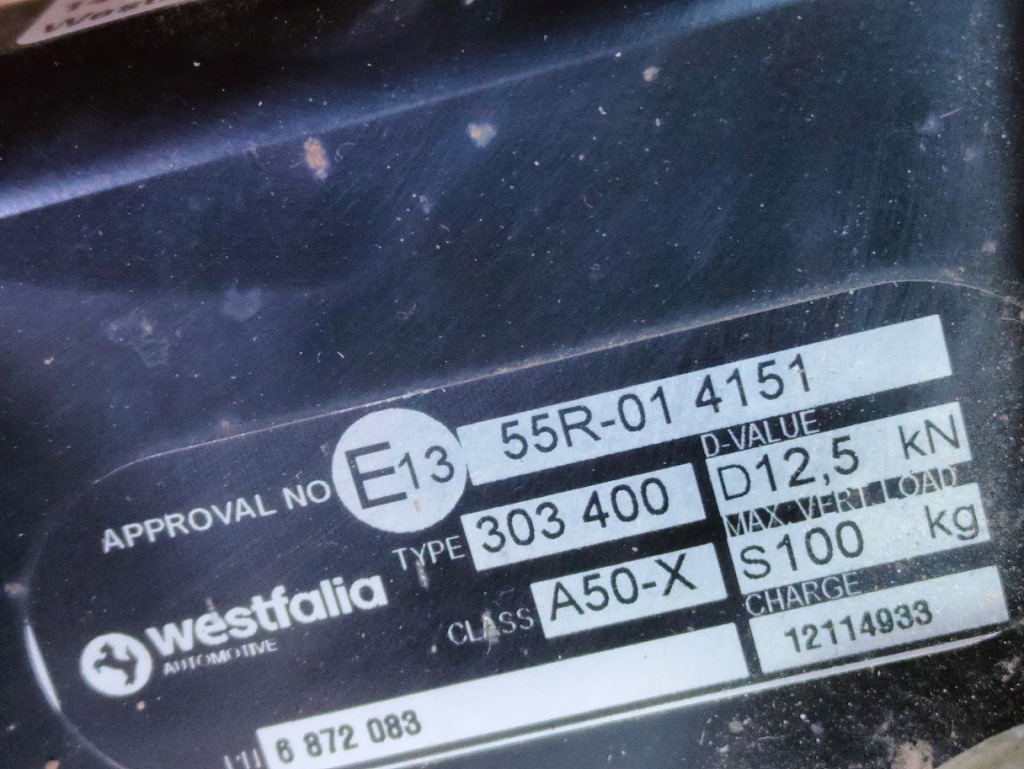 APPROVAL NO E13 55R-01 4151
TYPE 303 400
D-VALUE
D12,5 kN
westfalia
AUTOMOTIVE
CLASS A50-X
MAX. VERT. LOAD
S100 kg
CHARGE
12114933
6 872 083